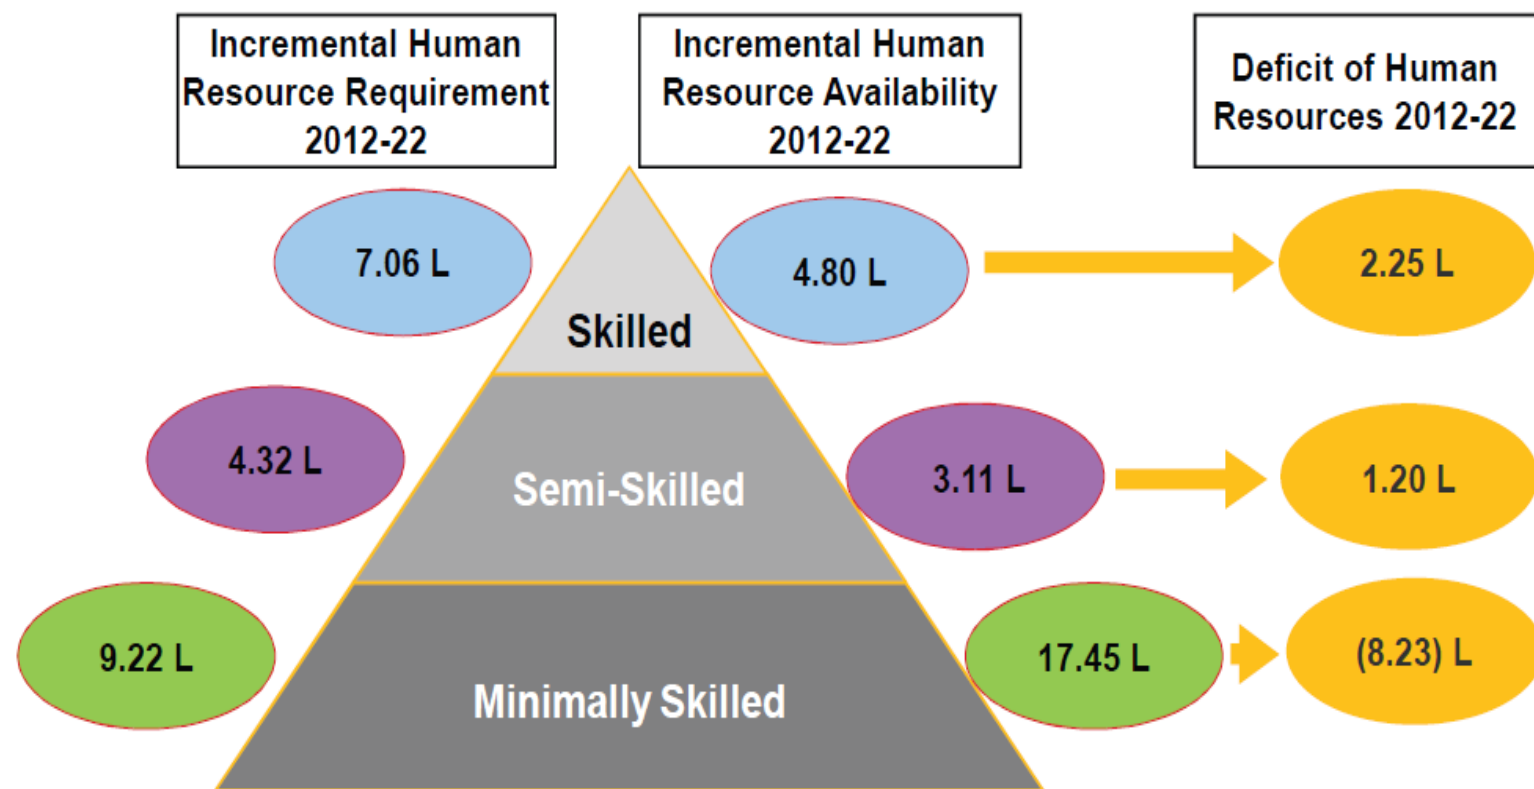 Incremental Human
Resource Requirement
2012-22
Incremental Human
Resource Availability
2012-22
Deficit of Human
Resources 2012-22
7.06 L
4.80 L
2.25 L
Skilled
4.32 L
3.11 L
1.20 L
Semi-Skilled
9.22 L
17.45 L
(8.23) L
Minimally Skilled